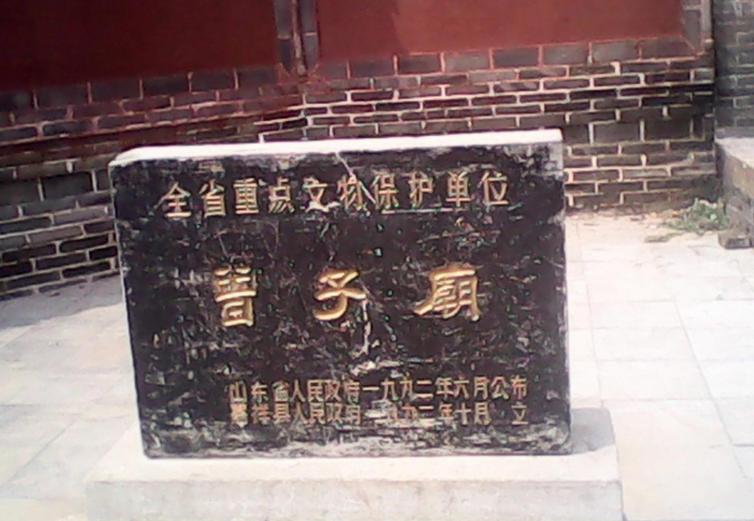 全省重点文物保护单位
曾子廟
山东省人民政府一九九二年六月公布
嘉祥县人民政府一九九二年十月 立